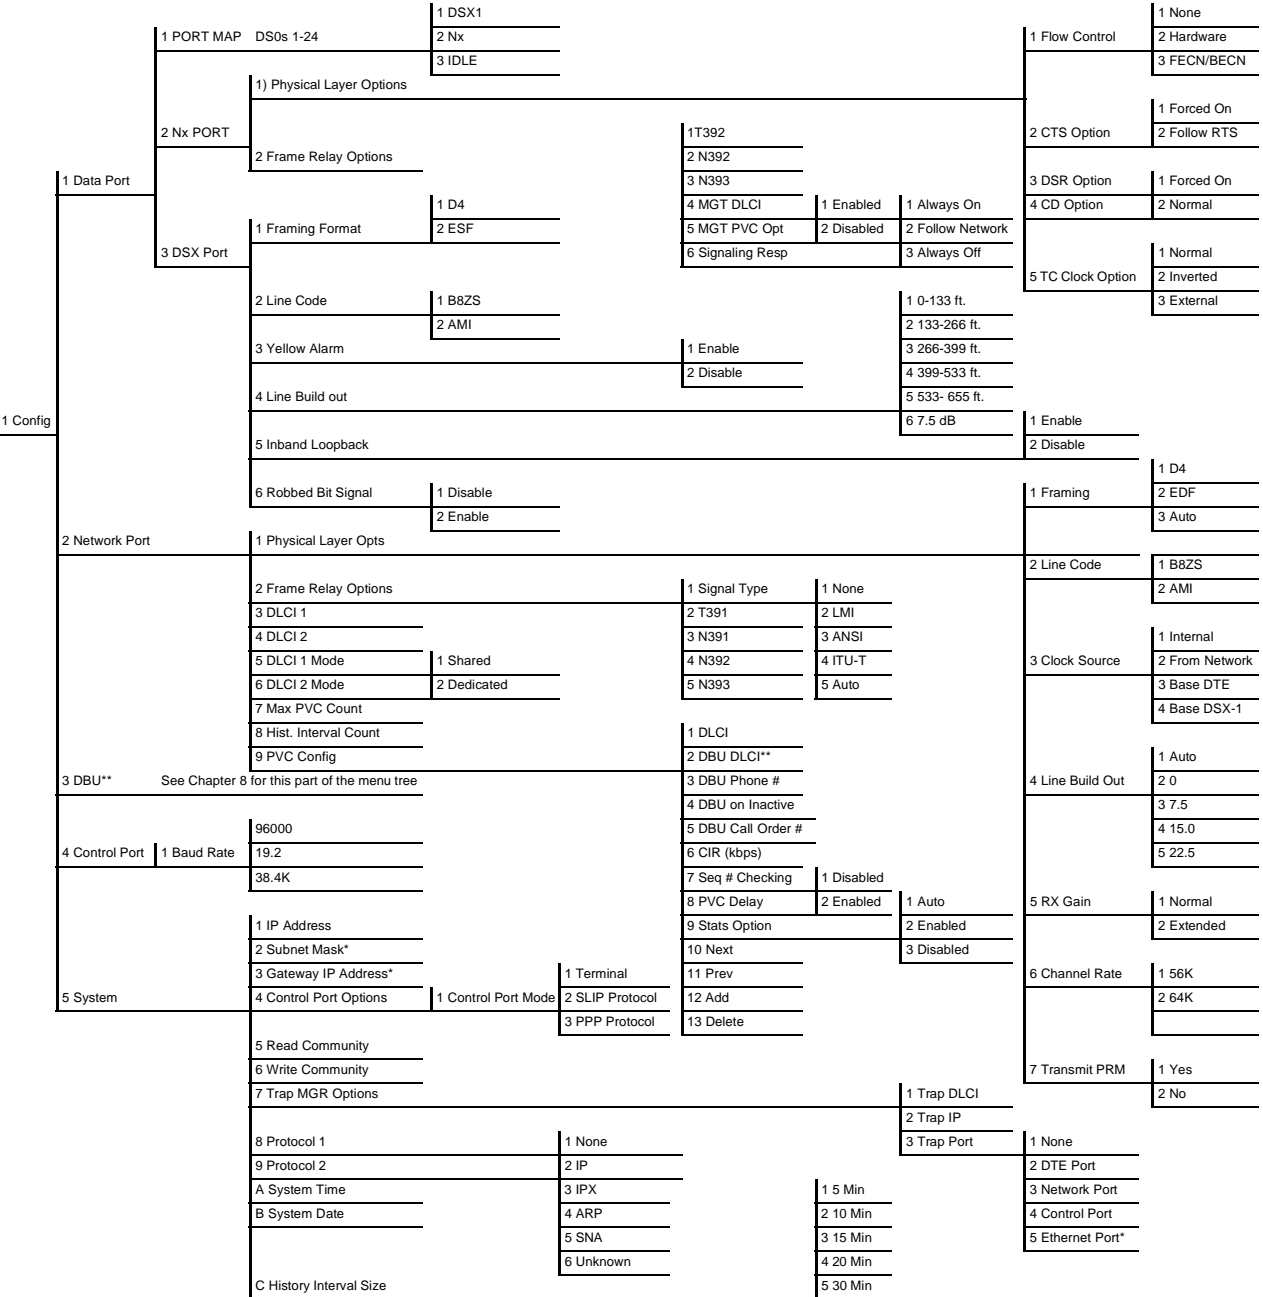 1 DSX1
1 None
1 PORT MAP DS0s 1-24
2 Nx
1 Flow Control
2 Hardware
3 IDLE
3 FECN/BECN
1) Physical Layer Options
1 Forced On
2 Nx PORT
1T392
2 CTS Option
2 Follow RTS
2 Frame Relay Options
2 N392
1 Data Port
3 N393
3 DSR Option
1 Forced On
1 D4
4 MGT DLCI
1 Enabled
1 Always On
4 CD Option
2 Normal
1 Framing Format
2 ESF
5 MGT PVC Opt
2 Disabled
2 Follow Network
3 DSX Port
6 Signaling Resp
3 Always Off
1 Normal
5 TC Clock Option
2 Inverted
2 Line Code
1 B8ZS
1 0-133 ft.
3 External
2 AMI
2 133-266 ft.
3 Yellow Alarm
1 Enable
3 266-399 ft.
2 Disable
4 399-533 ft.
4 Line Build out
5 533- 655 ft.
1 Config
6 7.5 dB
1 Enable
5 Inband Loopback
2 Disable
1 D4
6 Robbed Bit Signal
1 Disable
1 Framing
2 EDF
2 Enable
3 Auto
2 Network Port
1 Physical Layer Opts
2 Line Code
1 B8ZS
2 Frame Relay Options
1 Signal Type
1 None
2 AMI
3 DLCI 1
2 T391
2 LMI
4 DLCI 2
3 N391
3 ANSI
1 Internal
5 DLCI 1 Mode
1 Shared
4 N392
4 ITU-T
3 Clock Source
2 From Network
6 DLCI 2 Mode
2 Dedicated
5 N393
5 Auto
3 Base DTE
7 Max PVC Count
4 Base DSX-1
8 Hist. Interval Count
1 DLCI
9 PVC Config
2 DBU DLCI**
1 Auto
3 DBU**
See Chapter 8 for this part of the menu tree
3 DBU Phone #
4 Line Build Out
2 0
4 DBU on Inactive
3 7.5
96000
5 DBU Call Order #
4 15.0
4 Control Port
1 Baud Rate
19.2
6 CIR (kbps)
5 22.5
38.4K
7 Seq # Checking
1 Disabled
8 PVC Delay
2 Enabled
1 Auto
5 RX Gain
1 Normal
1 IP Address
9 Stats Option
2 Enabled
2 Extended
2 Subnet Mask*
10 Next
3 Disabled
3 Gateway IP Address*
1 Terminal
11 Prev
6 Channel Rate
1 56K
5 System
4 Control Port Options
1 Control Port Mode
2 SLIP Protocol
12 Add
2 64K
3 PPP Protocol
13 Delete
5 Read Community
6 Write Community
7 Transmit PRM
1 Yes
7 Trap MGR Options
1 Trap DLCI
2 No
2 Trap IP
8 Protocol 1
1 None
3 Trap Port
1 None
9 Protocol 2
2 IP
2 DTE Port
A System Time
3 IPX
1 5 Min
3 Network Port
B System Date
4 ARP
2 10 Min
4 Control Port
5 SNA
3 15 Min
5 Ethernet Port*
6 Unknown
4 20 Min
C History Interval Size
5 30 Min